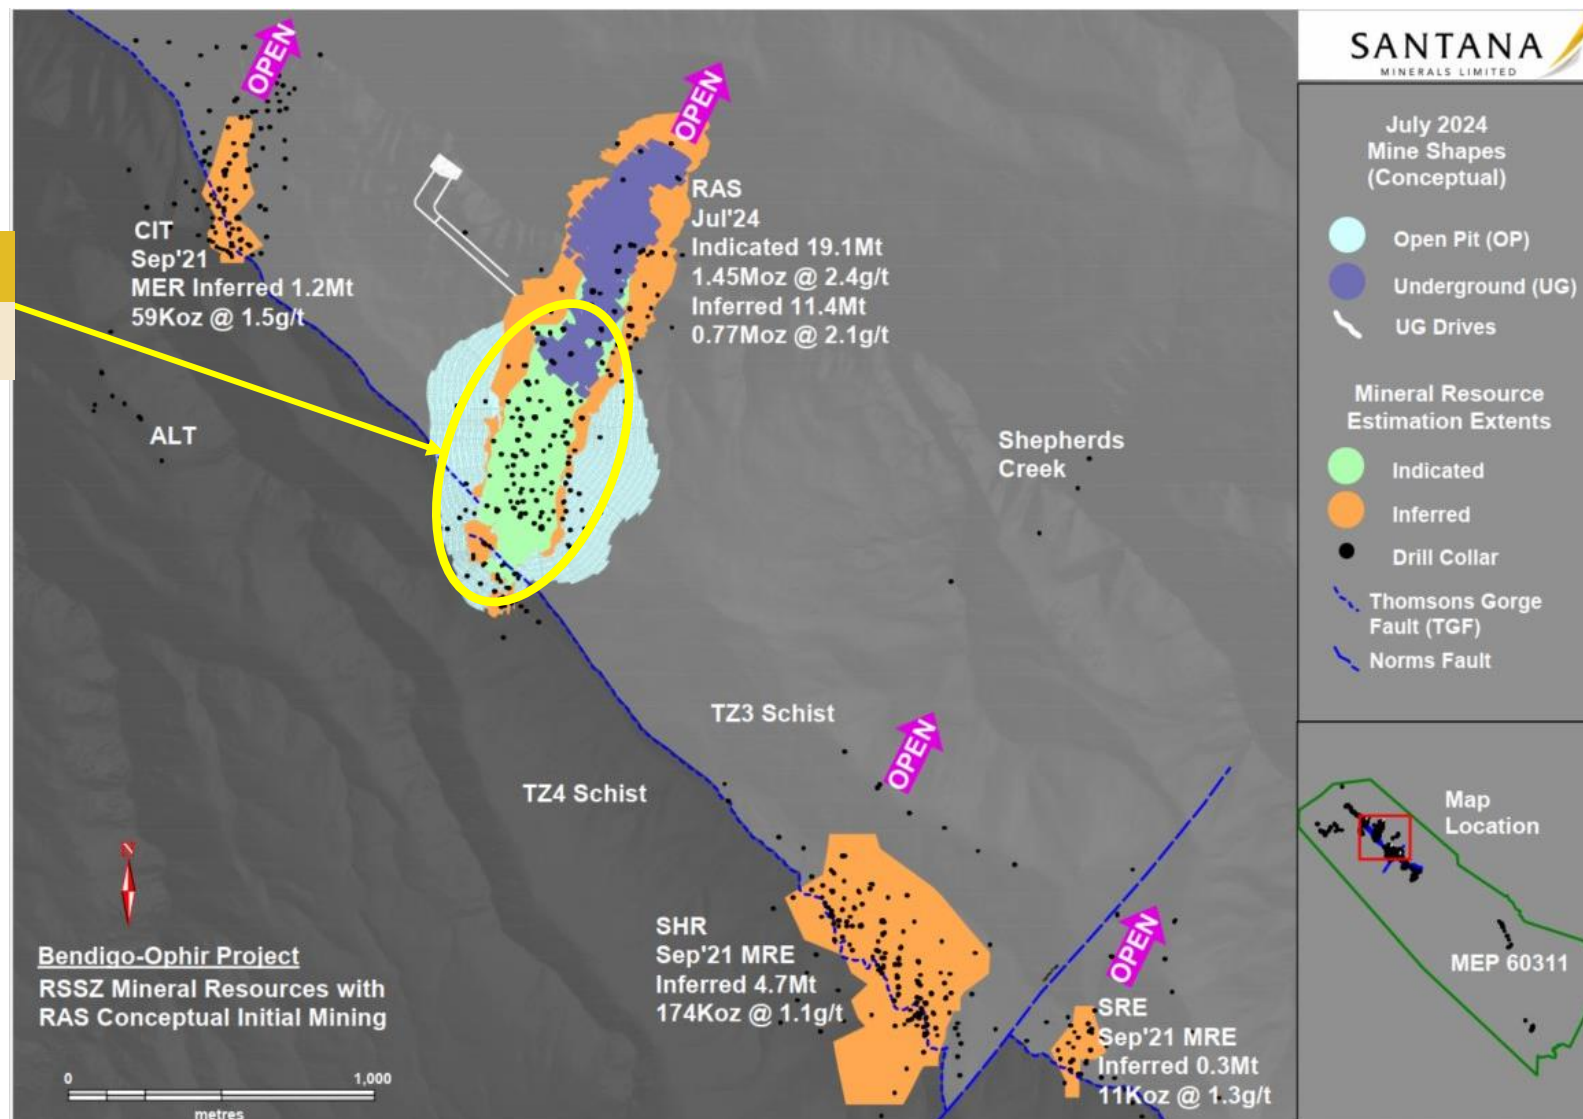 OPEN
CIT
Sep'21
MER Inferred 1.2Mt
59Koz @ 1.5g/t
OPEN
RAS
Jul'24
Indicated 19.1Mt
1.45Moz @ 2.4g/t
Inferred 11.4Mt
0.77Moz @ 2.1g/t
ALT
Shepherds
Creek
TZ3 Schist
TZ4 Schist
OPEN
SHR
Sep'21 MRE
Inferred 4.7Mt
174Koz @ 1.1g/t
OPEN
SRE
Sep'21 MRE
Inferred 0.3Mt
11Koz @ 1.3g/t
N
Bendigo-Ophir Project
RSSZ Mineral Resources with
RAS Conceptual Initial Mining
0 1,000
metres
SANTANA
MINERALS LIMITED
July 2024
Mine Shapes
(Conceptual)
Open Pit (OP)
Underground (UG)
UG Drives
Mineral Resource
Estimation Extents
Indicated
Inferred
Drill Collar
Thomsons Gorge
Fault (TGF)
Norms Fault
Map
Location
MEP 60311